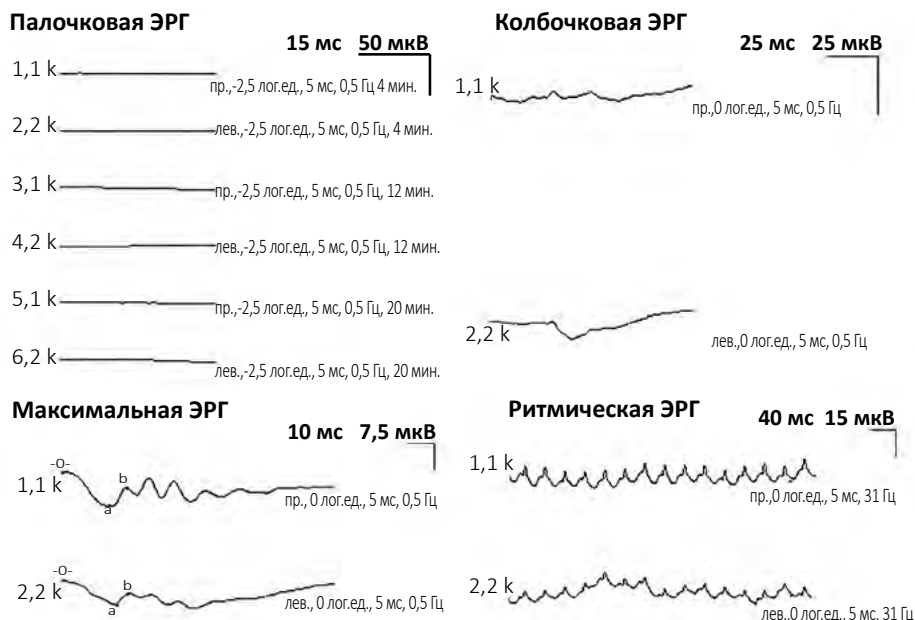 Палочковая ЭРГ
15 мс 50 мкВ
1,1 k
пр.,-2,5 лог.ед., 5 мс, 0,5 Гц 4 мин.
2,2 k
лев.,-2,5 лог.ед., 5 мс, 0,5 Гц, 4 мин.
3,1 k
пр.,-2,5 лог.ед., 5 мс, 0,5 Гц, 12 мин.
4,2 k
лев.,-2,5 лог.ед., 5 мс, 0,5 Гц, 12 мин.
5,1 k
пр.,-2,5 лог.ед., 5 мс, 0,5 Гц, 20 мин.
6,2 k
лев.,-2,5 лог.ед., 5 мс, 0,5 Гц, 20 мин.
Колбочковая ЭРГ
25 мс 25 мкВ
1,1 k
пр.,0 лог.ед., 5 мс, 0,5 Гц
2,2 k
лев.,0 лог.ед., 5 мс, 0,5 Гц
Максимальная ЭРГ
10 мс 7,5 мкВ
-0-
1,1 k
b
a
пр., 0 лог.ед., 5 мс, 0,5 Гц
-0-
2,2 k
b
a
лев., 0 лог.ед., 5 мс, 0,5 Гц
Ритмическая ЭРГ
40 мс 15 мкВ
1,1 k
пр.,0 лог.ед., 5 мс, 31 Гц
2,2 k
лев.,0 лог.ед., 5 мс, 31 Гц